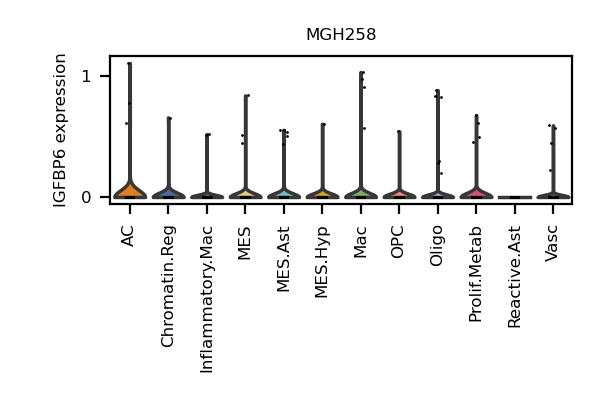 MGH258
IGFBP6 expression
1
0
AC
Chromatin.Reg
Inflammatory.Mac
MES
MES.Ast
MES.Hyp
Mac
OPC
Oligo
Prolif.Metab
Reactive.Ast
Vasc